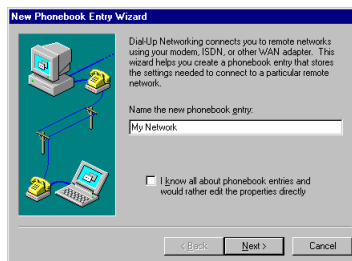 New Phonebook Entry Wizard
Dial-Up Networking connects you to remote networks
using your modem, ISDN, or other WAN adapter. This
wizard helps you create a phonebook entry that stores
the settings needed to connect to a particular remote
network.
Name the new phonebook entry:
My Network
I know all about phonebook entries and
would rather edit the properties directly
< Back
Next >
Cancel